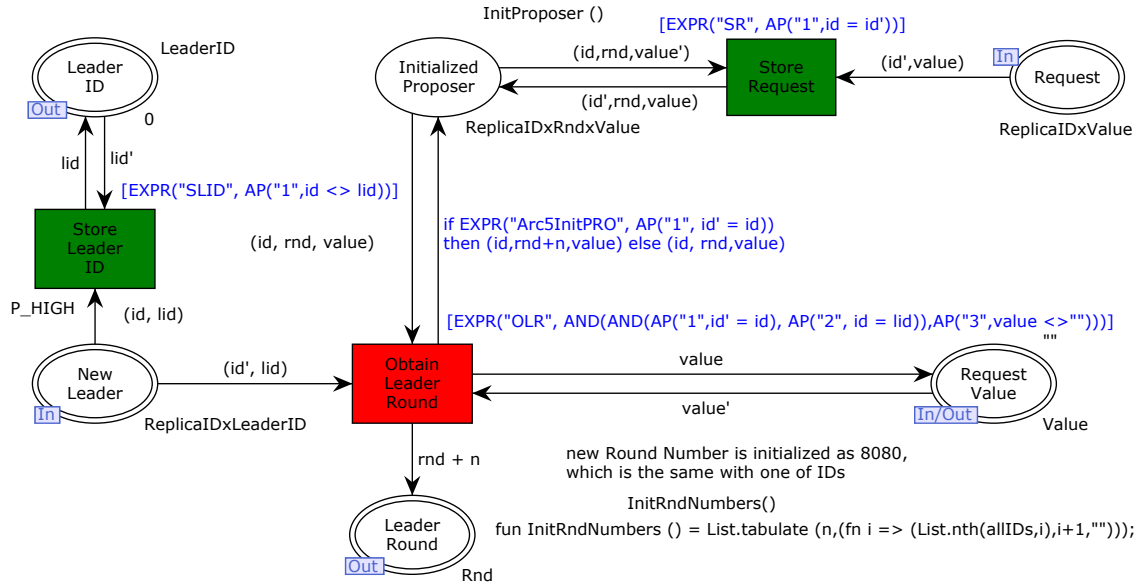 InitProposer ()
[EXPR("SR", AP("1",id = id'))]
LeaderID
Leader
ID
Out
0
Initialized
Proposer
ReplicaIDxRndxValue
(id,rnd,value')
(id',rnd,value)
Store
Request
(id',value)
In
Request
ReplicaIDxValue
lid
lid'
[EXPR("SLID", AP("1",id <> lid))]
Store
Leader
ID
P_HIGH
(id, lid)
(id, rnd, value)
if EXPR("Arc5InitPRO", AP("1", id' = id))
then (id,rnd+n,value) else (id, rnd,value)
[EXPR("OLR", AND(AND(AP("1",id' = id), AP("2", id = lid)),AP("3",value <>"")))]
""
New
Leader
In
ReplicaIDxLeaderID
(id', lid)
Obtain
Leader
Round
value
value'
Request
Value
In/Out
Value
rnd + n
new Round Number is initialized as 8080,
which is the same with one of IDs
InitRndNumbers()
fun InitRndNumbers () = List.tabulate (n,(fn i => (List.nth(allIDs,i),i+1,"")));
Leader
Round
Out
Rnd